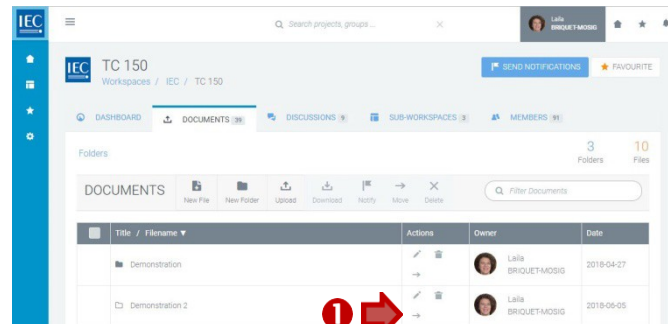 IEC
Search projects, groups ...
Laila
BRIQUET-MOSIG
IEC
TC 150
Workspaces / IEC / TC 150
SEND NOTIFICATIONS
FAVOURITE
DASHBOARD
DOCUMENTS 39
DISCUSSIONS 9
SUB-WORKSPACES 3
MEMBERS 91
Folders
3
Folders
10
Files
DOCUMENTS
New File
New Folder
Upload
Download
Notify
Move
Delete
Filter Documents
Title / Filename ▼
Actions
Owner
Date
Demonstration
Laila
BRIQUET-MOSIG
2018-04-27
Demonstration 2
1
Laila
BRIQUET-MOSIG
2018-06-05